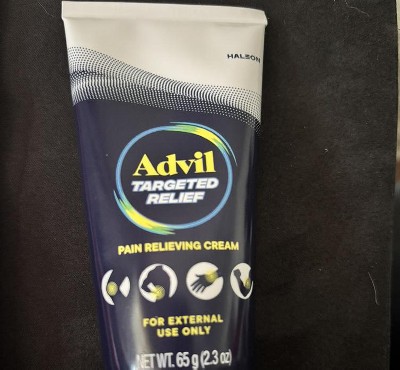 HALEON
Advil
TARGETED
RELIEF
PAIN RELIEVING CREAM
FOR EXTERNAL
USE ONLY
NET WT. 65 g (2.3 oz)